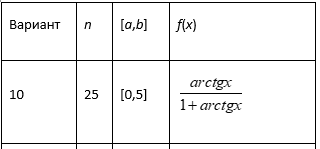 Вариант n [a,b] f(x)
10 25 [0,5] arctgx
1+arctgx